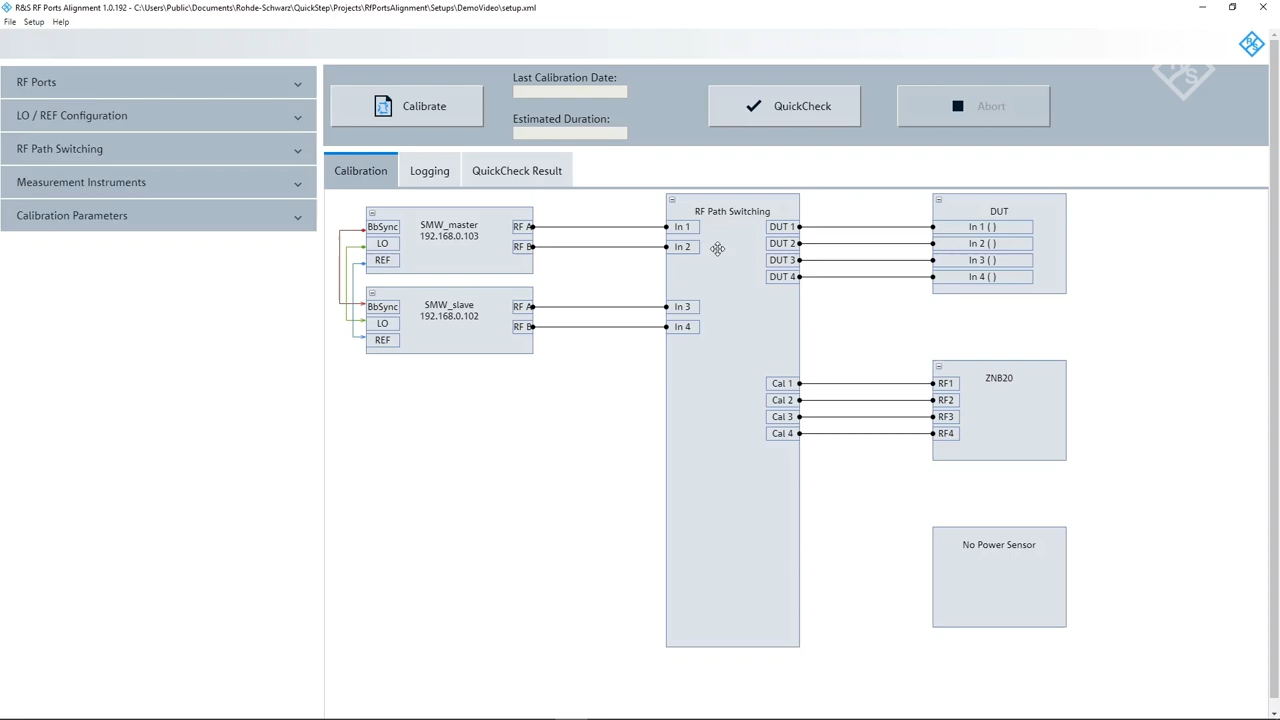 R&S RF Ports Alignment 1.0.192 - C:\Users\Public\Documents\Rohde-Schwarz\QuickStep\Projects\RfPortsAlignment\Setups\DemoVideo\setup.xml
File Setup Help
RF Ports
LO / REF Configuration
RF Path Switching
Measurement Instruments
Calibration Parameters
Calibrate
Last Calibration Date:
Estimated Duration:
QuickCheck
Abort
Calibration Logging QuickCheck Result
SMW_master
192.168.0.103
BbSync
LO
REF
RF A
RF B
SMW_slave
192.168.0.102
BbSync
LO
REF
RF A
RF B
RF Path Switching
In 1
In 2
In 3
In 4
DUT 1
DUT 2
DUT 3
DUT 4
Cal 1
Cal 2
Cal 3
Cal 4
DUT
In 1 ( )
In 2 ( )
In 3 ( )
In 4 ( )
ZNB20
RF1
RF2
RF3
RF4
No Power Sensor